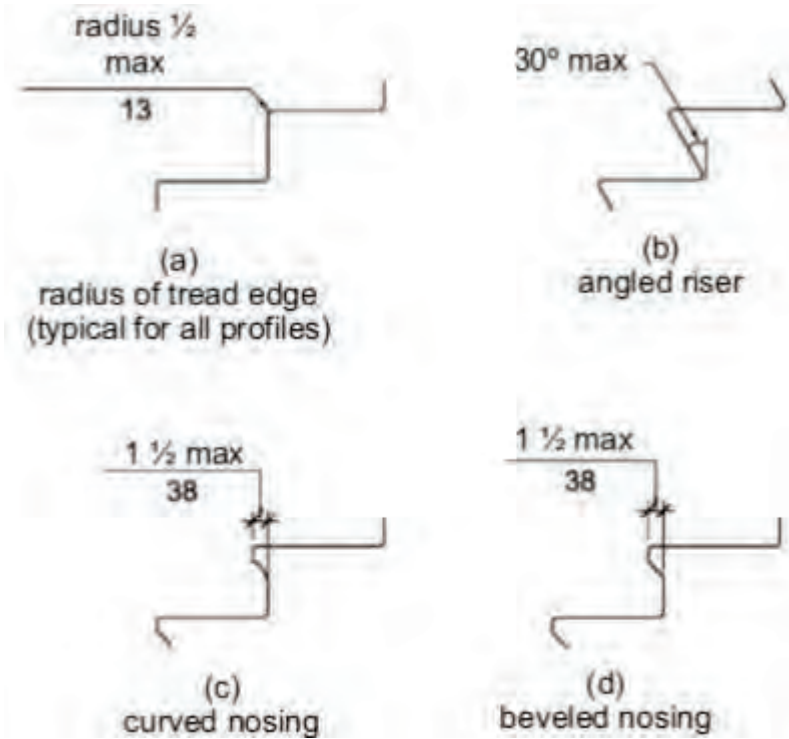 radius ½
max
13
(a)
radius of tread edge
(typical for all profiles)
30º max
(b)
angled riser
1 ½ max
38
(c)
curved nosing
1 ½ max
38
(d)
beveled nosing